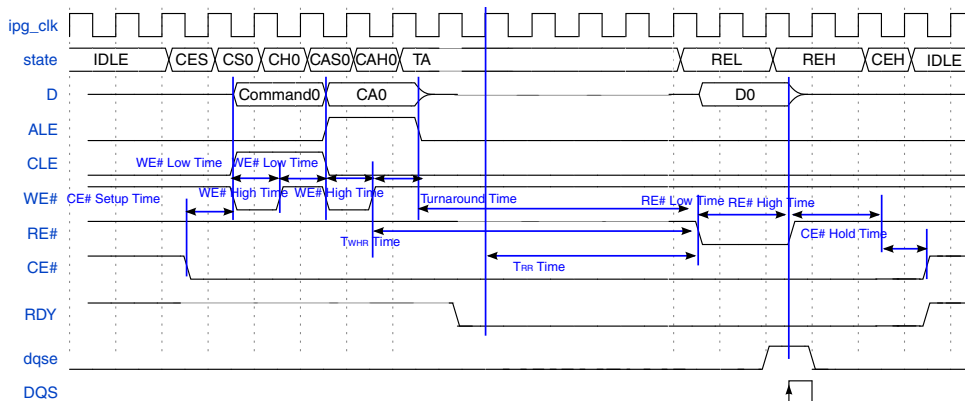 ipg_clk
state IDLE CES CS0 CH0 CAS0 CAH0 TA REL REH CEH IDLE
D Command0 CA0 D0
ALE
CLE WE# Low Time WE# Low Time
WE# CE# Setup Time WE# High Time WE# High Time Turnaround Time RE# Low Time RE# High Time
RE# TWHR Time CE# Hold Time
CE# TRR Time
RDY
dqse
DQS